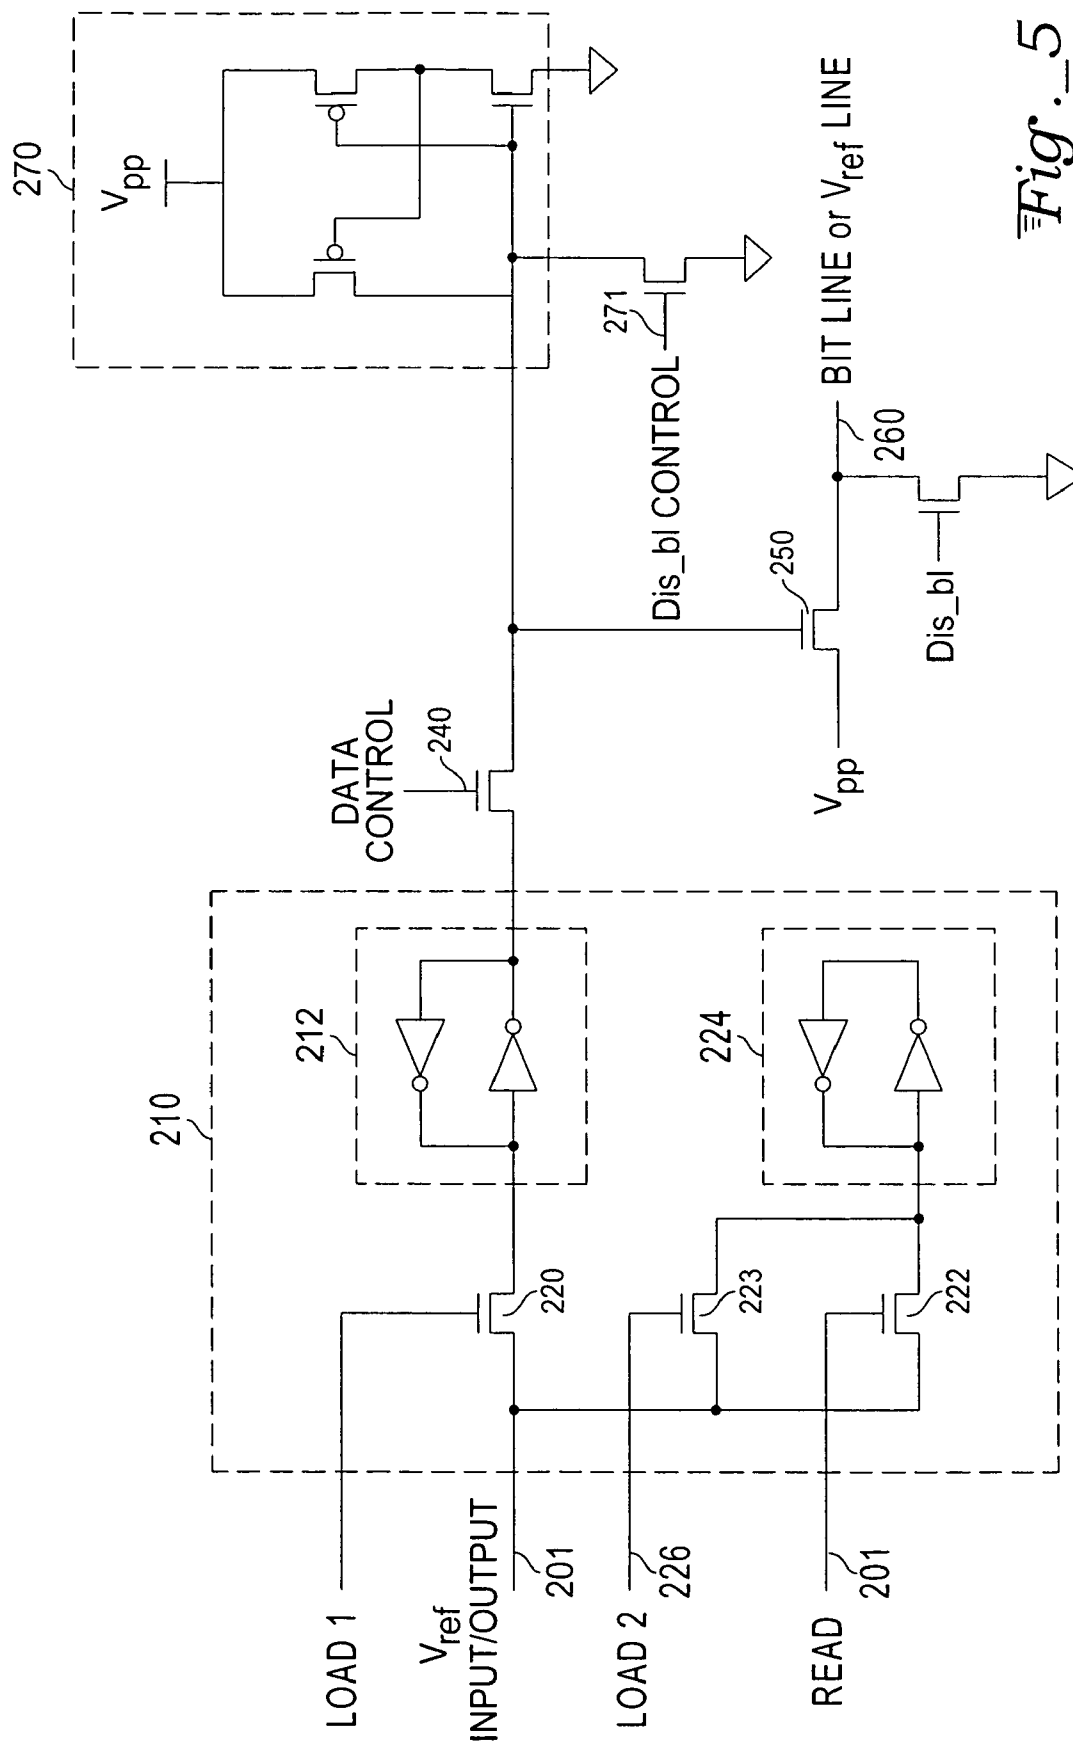 270
V_pp
271
Dis_bl CONTROL
BIT LINE or V_ref LINE
260
250
Dis_bl
V_pp
DATA
CONTROL
240
210
212
224
220
223
222
LOAD 1
V_ref
INPUT/OUTPUT
201
LOAD 2
226
READ
201
Fig._5